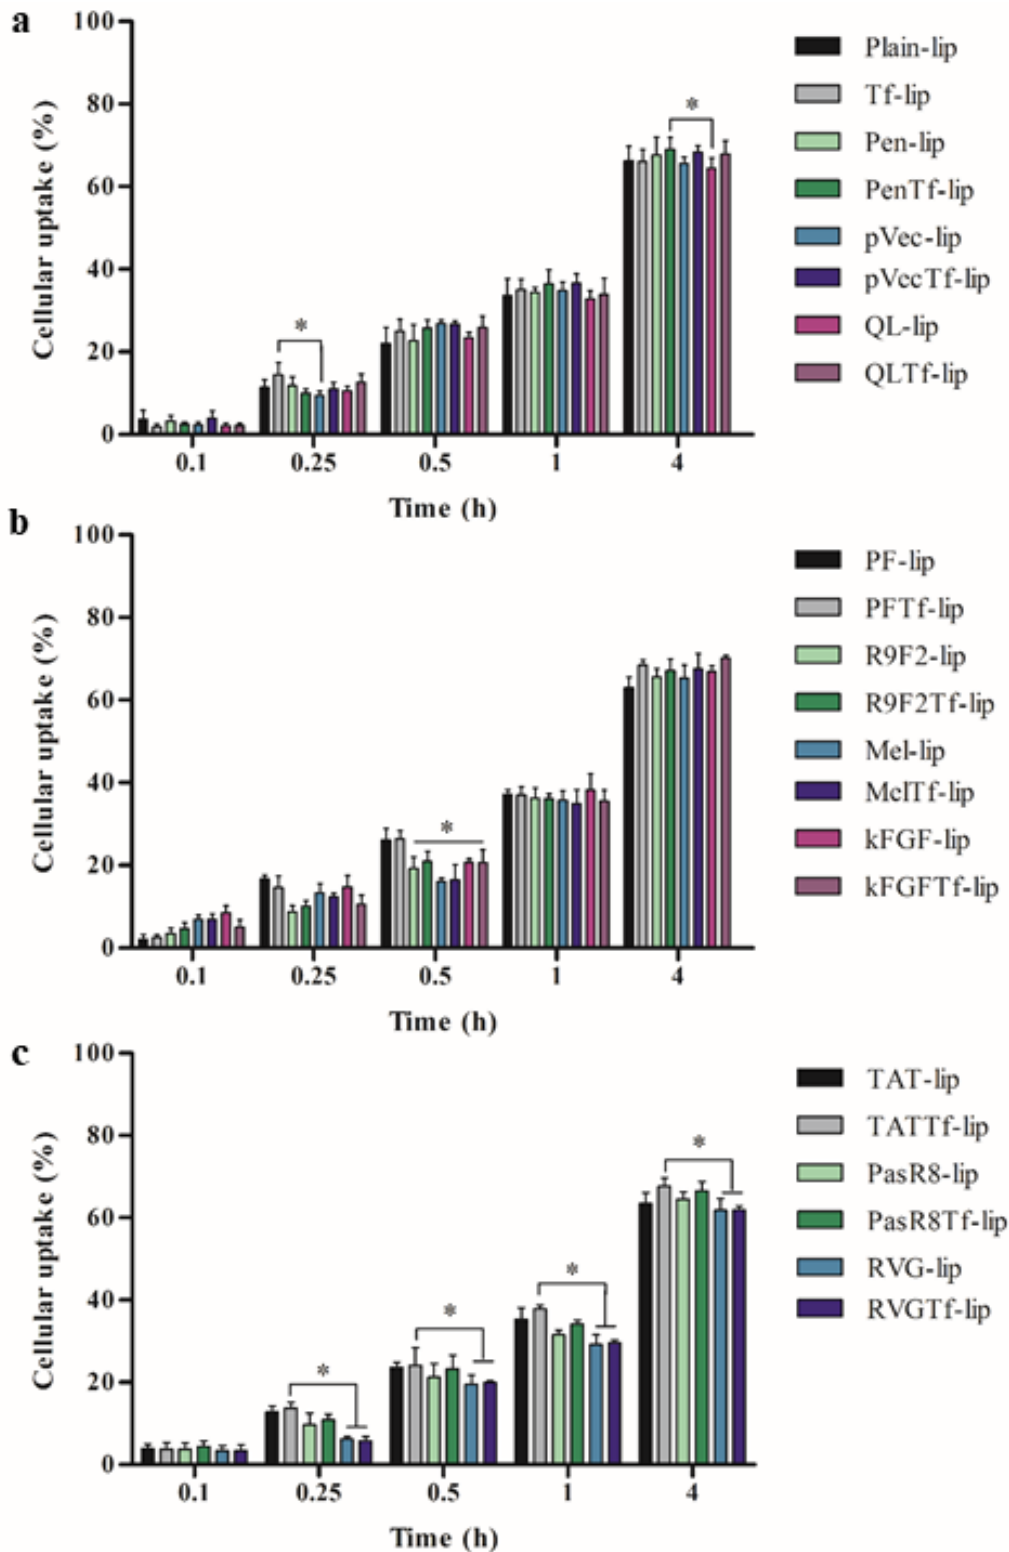 a
100
80
60
40
20
0
Cellular uptake (%)
*
*
0.1 0.25 0.5 1 4
Time (h)
Plain-lip
Tf-lip
Pen-lip
PenTf-lip
pVec-lip
pVecTf-lip
QL-lip
QLTf-lip
b
100
80
60
40
20
0
Cellular uptake (%)
*
0.1 0.25 0.5 1 4
Time (h)
PF-lip
PFTf-lip
R9F2-lip
R9F2Tf-lip
Mel-lip
MelTf-lip
kFGF-lip
kFGFTf-lip
c
100
80
60
40
20
0
Cellular uptake (%)
*
*
*
*
0.1 0.25 0.5 1 4
Time (h)
TAT-lip
TATTf-lip
PasR8-lip
PasR8Tf-lip
RVG-lip
RVGTf-lip